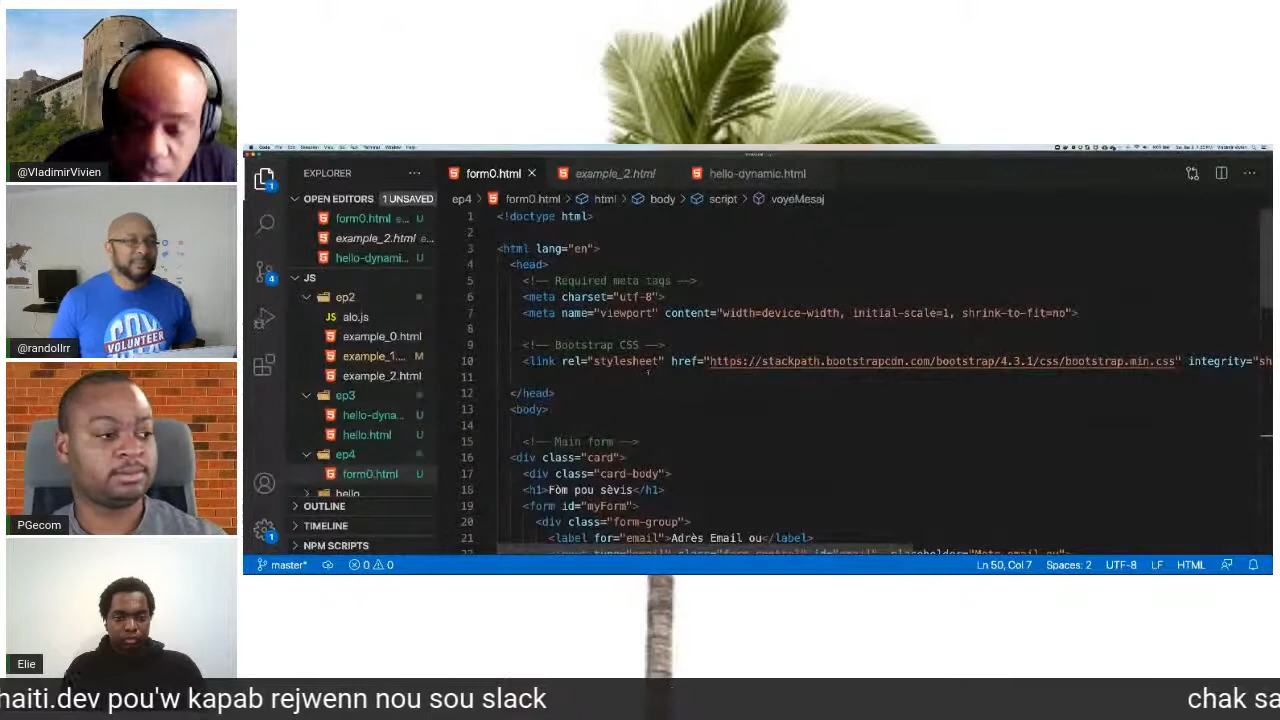 @VladimirVivien
@randollrr
VOLUNTEER
PGecom
Elie
EXPLORER
OPEN EDITORS 1 UNSAVED
form0.html e... U
example_2.html e...
hello-dynami... U
JS
ep2
JS alo.js
example_0.html
example_1.... M
example_2.html
ep3
hello-dyna... U
hello.html U
ep4
form0.html U
hello
OUTLINE
TIMELINE
NPM SCRIPTS
form0.html
example_2.html
hello-dynamic.html
ep4 > form0.html > html > body > script > voyeMesaj
1 <!doctype html>
2
3 <html lang="en">
4 <head>
5 <!-- Required meta tags -->
6 <meta charset="utf-8">
7 <meta name="viewport" content="width=device-width, initial-scale=1, shrink-to-fit=no">
8
9 <!-- Bootstrap CSS -->
10 <link rel="stylesheet" href="https://stackpath.bootstrapcdn.com/bootstrap/4.3.1/css/bootstrap.min.css" integrity="sh
11
12 </head>
13 <body>
14
15 <!-- Main form -->
16 <div class="card">
17 <div class="card-body">
18 <h1>Fòm pou sèvis</h1>
19 <form id="myForm">
20 <div class="form-group">
21 <label for="email">Adrès Email ou</label>
master* 0 0
Ln 50, Col 7 Spaces: 2 UTF-8 LF HTML
haiti.dev pou'w kapab rejwenn nou sou slack
chak sa